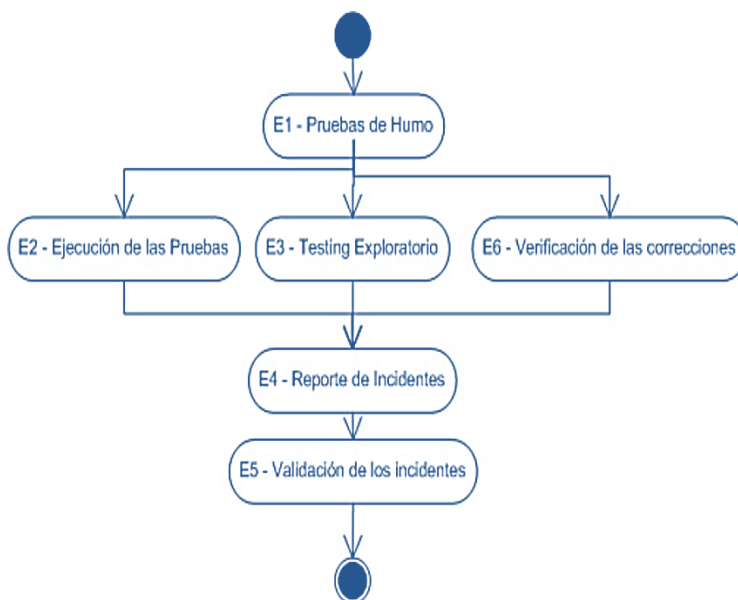 E1 - Pruebas de Humo
E2 - Ejecución de las Pruebas
E3 - Testing Exploratorio
E6 - Verificación de las correcciones
E4 - Reporte de Incidentes
E5 - Validación de los incidentes